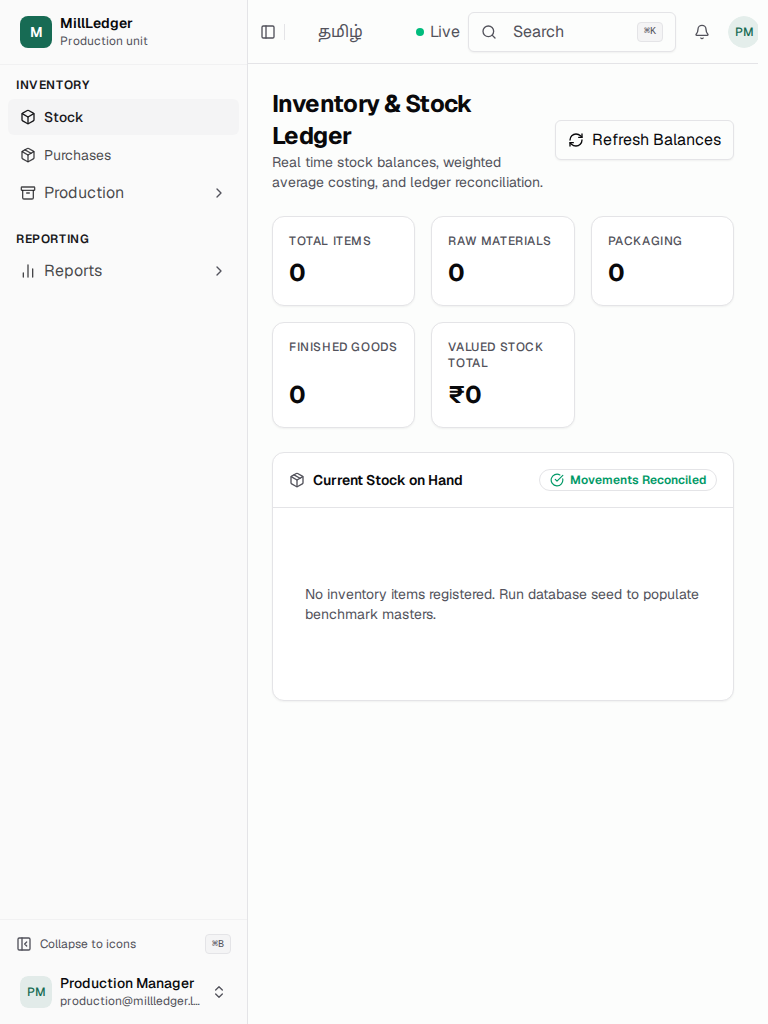 M
MillLedger
Production unit
INVENTORY
Stock
Purchases
Production
REPORTING
Reports
Collapse to icons
⌘B
PM
Production Manager
production@millledger.l...
தமிழ்
Live
Search
⌘K
PM
Inventory & Stock
Ledger
Real time stock balances, weighted
average costing, and ledger reconciliation.
Refresh Balances
TOTAL ITEMS
0
RAW MATERIALS
0
PACKAGING
0
FINISHED GOODS
0
VALUED STOCK
TOTAL
₹0
Current Stock on Hand
Movements Reconciled
No inventory items registered. Run database seed to populate
benchmark masters.